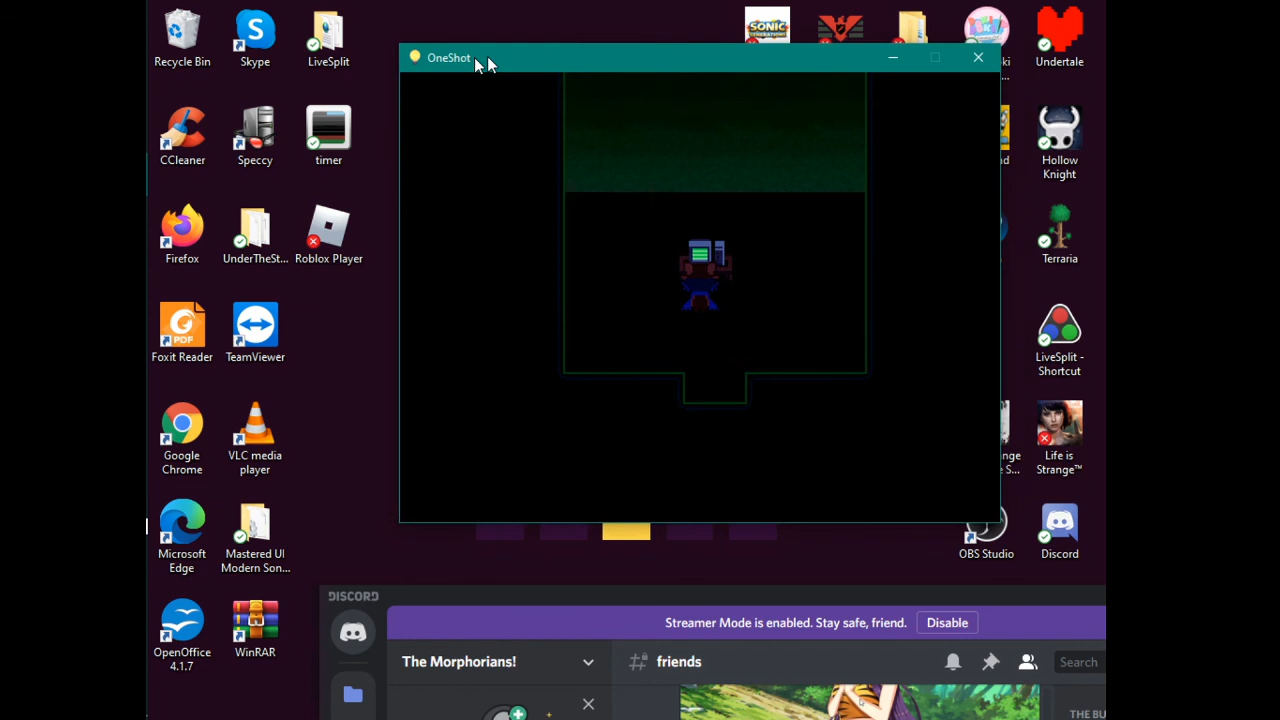 Recycle Bin
Skype
LiveSplit
SONIC
Undertale
OneShot
CCleaner
Speccy
timer
Hollow
Knight
Firefox
UnderTheSt...
Roblox Player
Terraria
PDF
Foxit Reader
TeamViewer
LiveSplit -
Shortcut
Google
Chrome
VLC media
player
Life is
Strange™
Microsoft
Edge
Mastered UI
Modern Son...
OBS Studio
Discord
OpenOffice
4.1.7
WinRAR
DISCORD
Streamer Mode is enabled. Stay safe, friend.
Disable
The Morphorians!
friends
Search